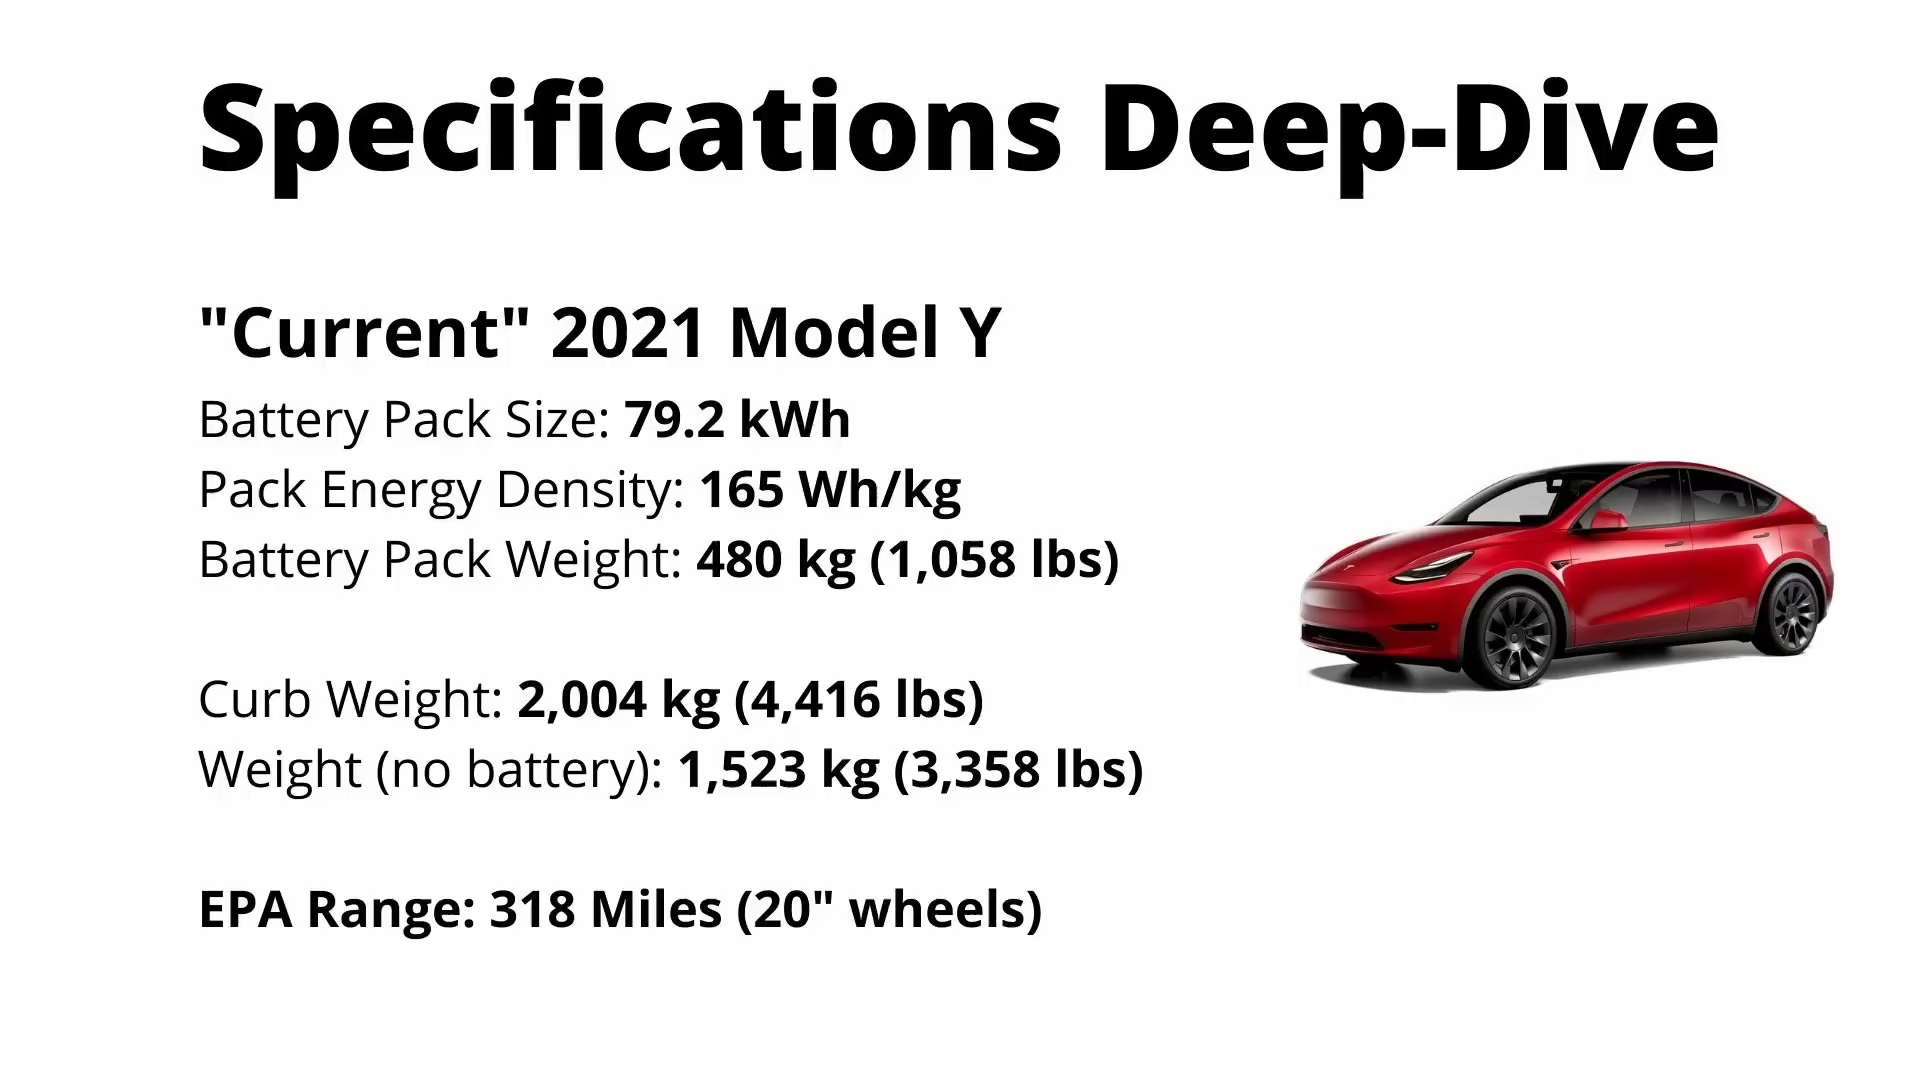 Specifications Deep-Dive
"Current" 2021 Model Y
Battery Pack Size: 79.2 kWh
Pack Energy Density: 165 Wh/kg
Battery Pack Weight: 480 kg (1,058 lbs)
Curb Weight: 2,004 kg (4,416 lbs)
Weight (no battery): 1,523 kg (3,358 lbs)
EPA Range: 318 Miles (20" wheels)